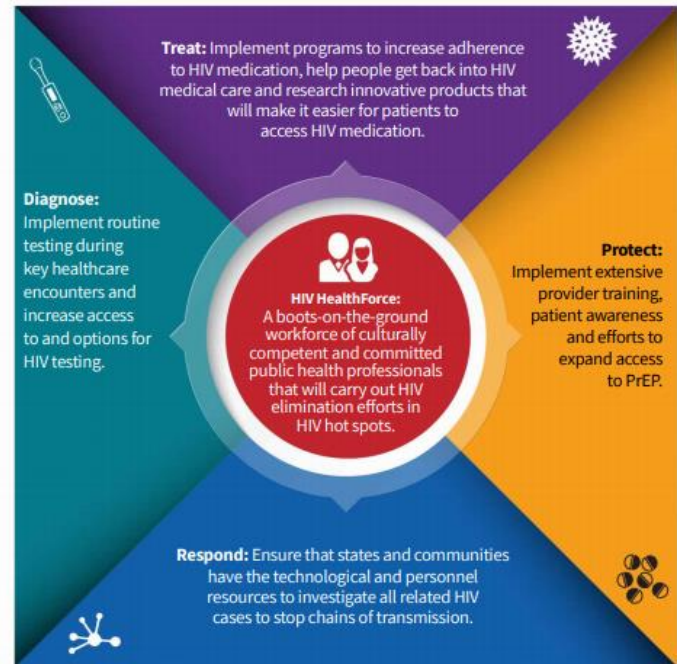 Treat: Implement programs to increase adherence
to HIV medication, help people get back into HIV
medical care and research innovative products that
will make it easier for patients to
access HIV medication.
Diagnose:
Implement routine
testing during
key healthcare
encounters and
increase access
to and options for
HIV testing.
HIV HealthForce:
A boots-on-the-ground
workforce of culturally
competent and committed
public health professionals
that will carry out HIV
elimination efforts in
HIV hot spots.
Protect:
Implement extensive
provider training,
patient awareness
and efforts to
expand access
to PrEP.
Respond: Ensure that states and communities
have the technological and personnel
resources to investigate all related HIV
cases to stop chains of transmission.